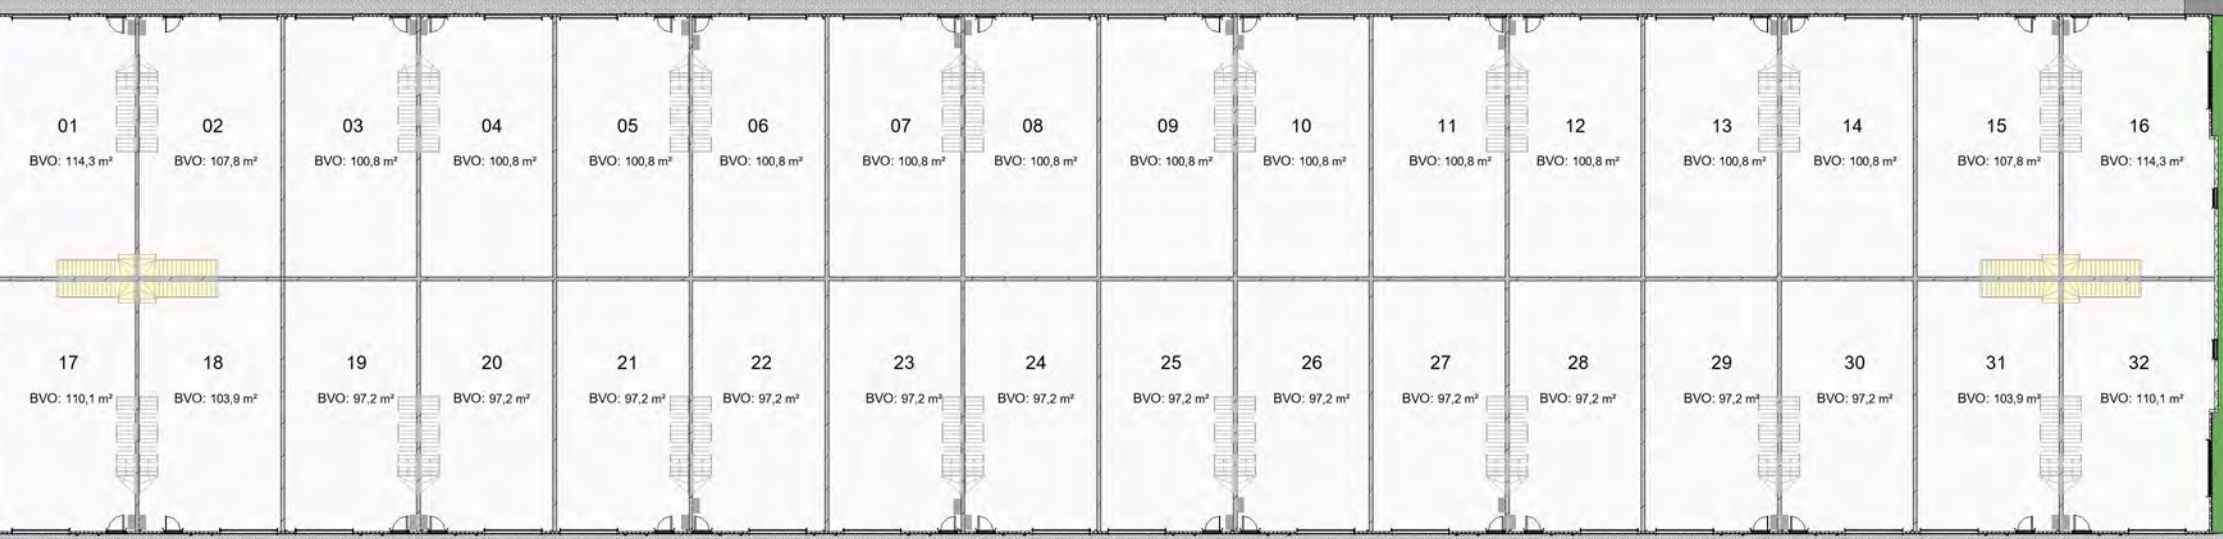 01 02 03 04 05 06 07 08 09 10 11 12 13 14 15 16
BVO: 114,3 m² BVO: 107,8 m² BVO: 100,8 m² BVO: 100,8 m² BVO: 100,8 m² BVO: 100,8 m² BVO: 100,8 m² BVO: 100,8 m² BVO: 100,8 m² BVO: 100,8 m² BVO: 100,8 m² BVO: 100,8 m² BVO: 100,8 m² BVO: 100,8 m² BVO: 107,8 m² BVO: 114,3 m²
17 18 19 20 21 22 23 24 25 26 27 28 29 30 31 32
BVO: 110,1 m² BVO: 103,9 m² BVO: 97,2 m² BVO: 97,2 m² BVO: 97,2 m² BVO: 97,2 m² BVO: 97,2 m² BVO: 97,2 m² BVO: 97,2 m² BVO: 97,2 m² BVO: 97,2 m² BVO: 97,2 m² BVO: 97,2 m² BVO: 97,2 m² BVO: 103,9 m² BVO: 110,1 m²